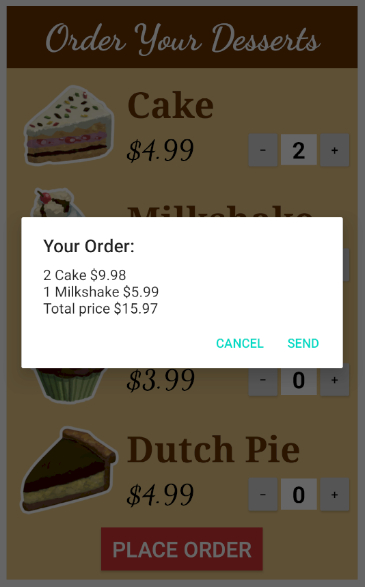 Order Your Desserts
Cake
$4.99
-
2
+
Milkshake
Your Order:
2 Cake $9.98
1 Milkshake $5.99
Total price $15.97
CANCEL
SEND
$3.99
-
0
+
Dutch Pie
$4.99
-
0
+
PLACE ORDER